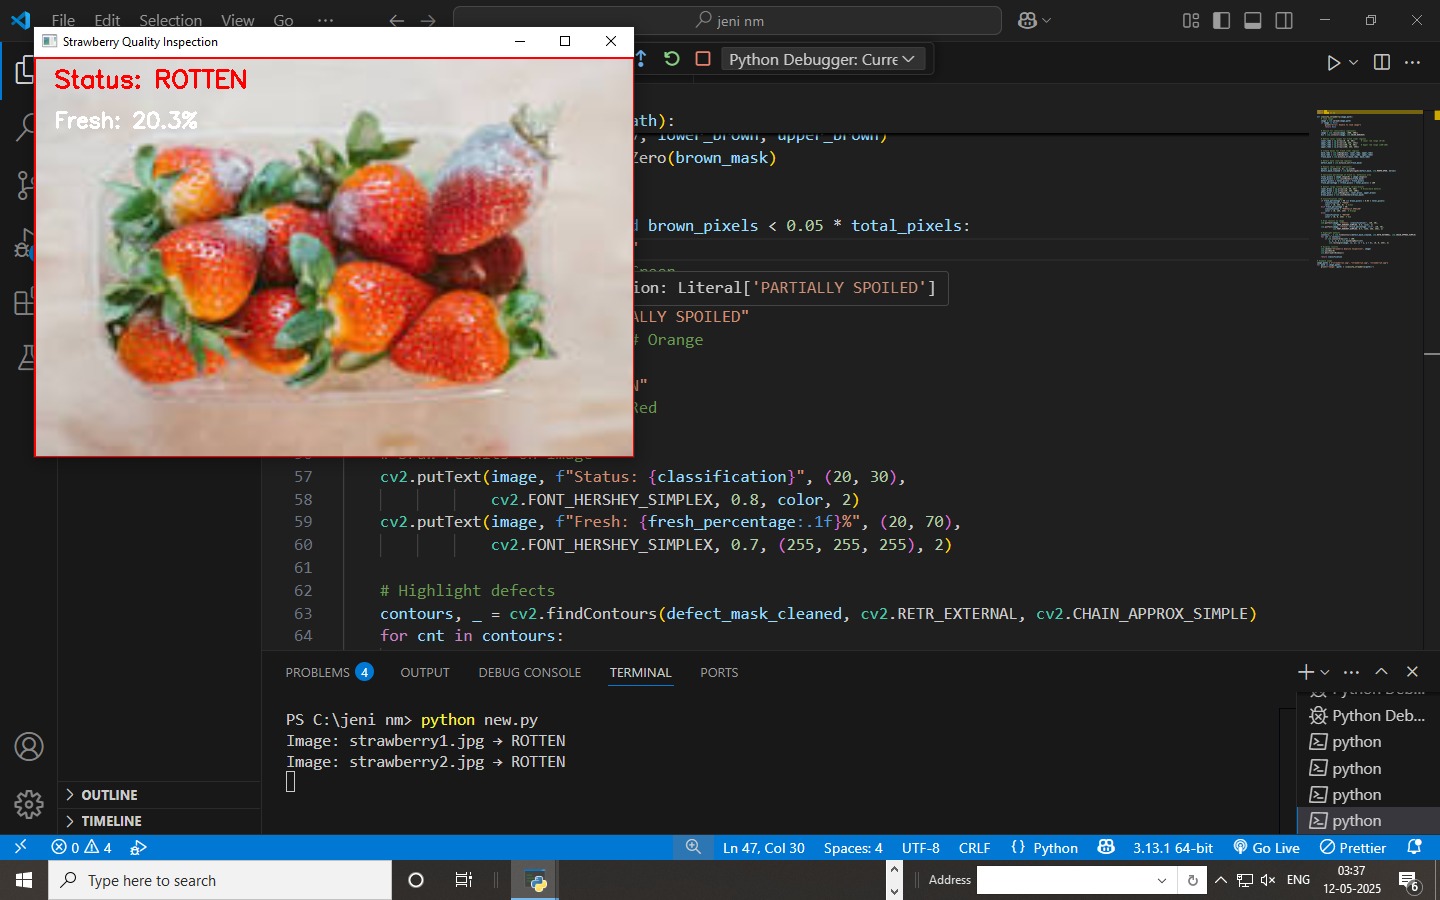 File Edit Selection View Go ...
jeni nm
Strawberry Quality Inspection
Python Debugger: Curre
Status: ROTTEN
Fresh: 20.3%
ath):
lower_brown, upper_brown)
Zero(brown_mask)
brown_pixels < 0.05 * total_pixels:
"
ion: Literal['PARTIALLY SPOILED']
ALLY SPOILED"
# Orange
N"
Red
57 cv2.putText(image, f"Status: {classification}", (20, 30),
58 cv2.FONT_HERSHEY_SIMPLEX, 0.8, color, 2)
59 cv2.putText(image, f"Fresh: {fresh_percentage:.1f}%", (20, 70),
60 cv2.FONT_HERSHEY_SIMPLEX, 0.7, (255, 255, 255), 2)
61
62 # Highlight defects
63 contours, _ = cv2.findContours(defect_mask_cleaned, cv2.RETR_EXTERNAL, cv2.CHAIN_APPROX_SIMPLE)
64 for cnt in contours:
PROBLEMS 4 OUTPUT DEBUG CONSOLE TERMINAL PORTS
PS C:\jeni nm> python new.py
Image: strawberry1.jpg → ROTTEN
Image: strawberry2.jpg → ROTTEN
Python Deb...
python
python
python
python
OUTLINE
TIMELINE
0 4 Ln 47, Col 30 Spaces: 4 UTF-8 CRLF {} Python 3.13.1 64-bit Go Live Prettier
Type here to search
Address
ENG
03:37
12-05-2025
6